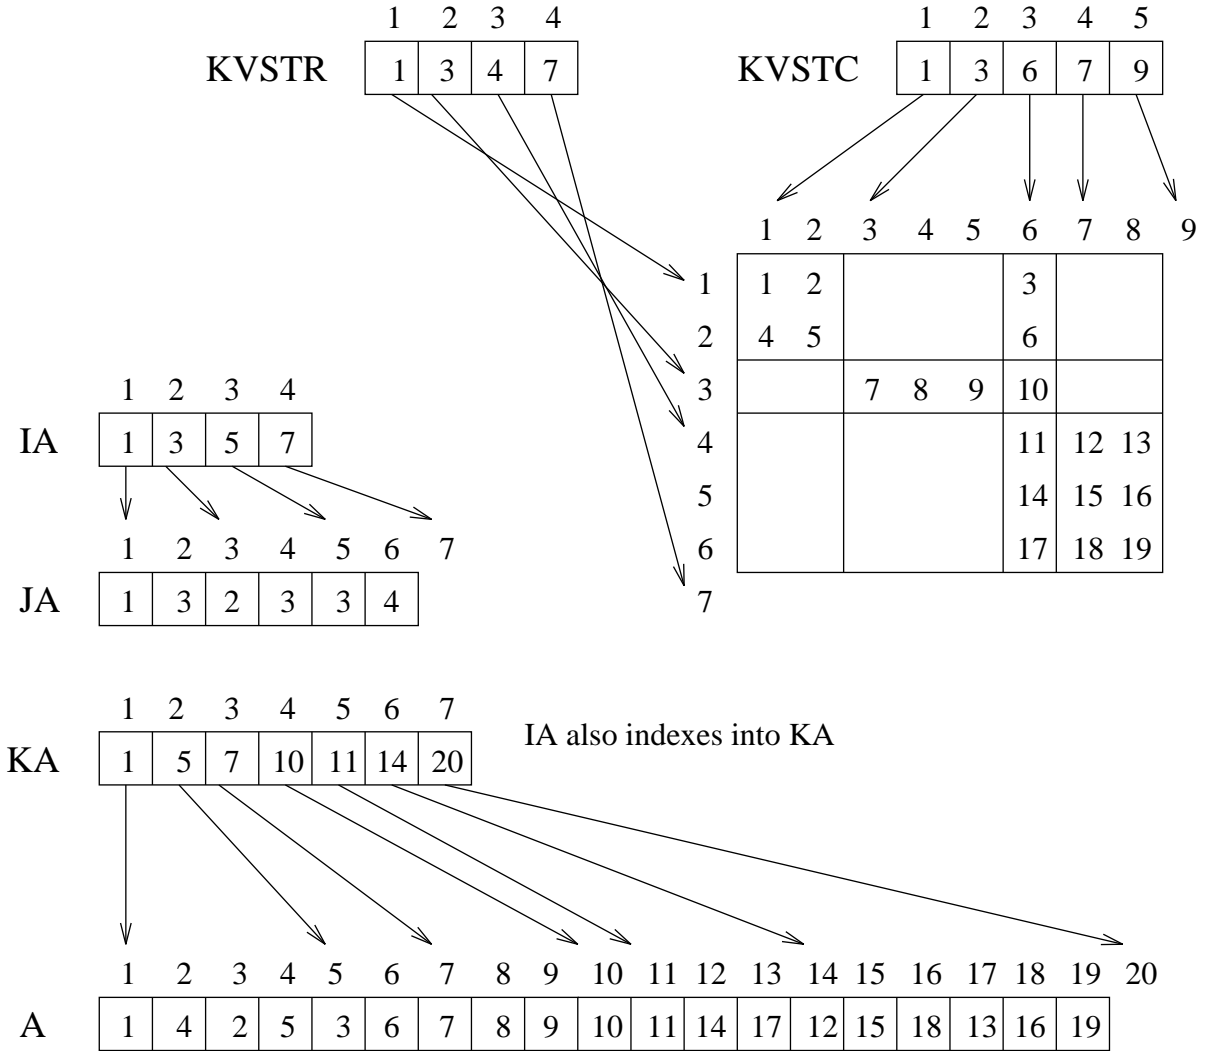 1 2 3 4 1 2 3 4 5
KVSTR 1 3 4 7 KVSTC 1 3 6 7 9
1 2 3 4 5 6 7 8 9
1 1 2 3
2 4 5 6
1 2 3 4 3 7 8 9 10
IA 1 3 5 7 4 11 12 13
5 14 15 16
1 2 3 4 5 6 7 6 17 18 19
JA 1 3 2 3 3 4 7
1 2 3 4 5 6 7
IA also indexes into KA
KA 1 5 7 10 11 14 20
1 2 3 4 5 6 7 8 9 10 11 12 13 14 15 16 17 18 19 20
A 1 4 2 5 3 6 7 8 9 10 11 14 17 12 15 18 13 16 19